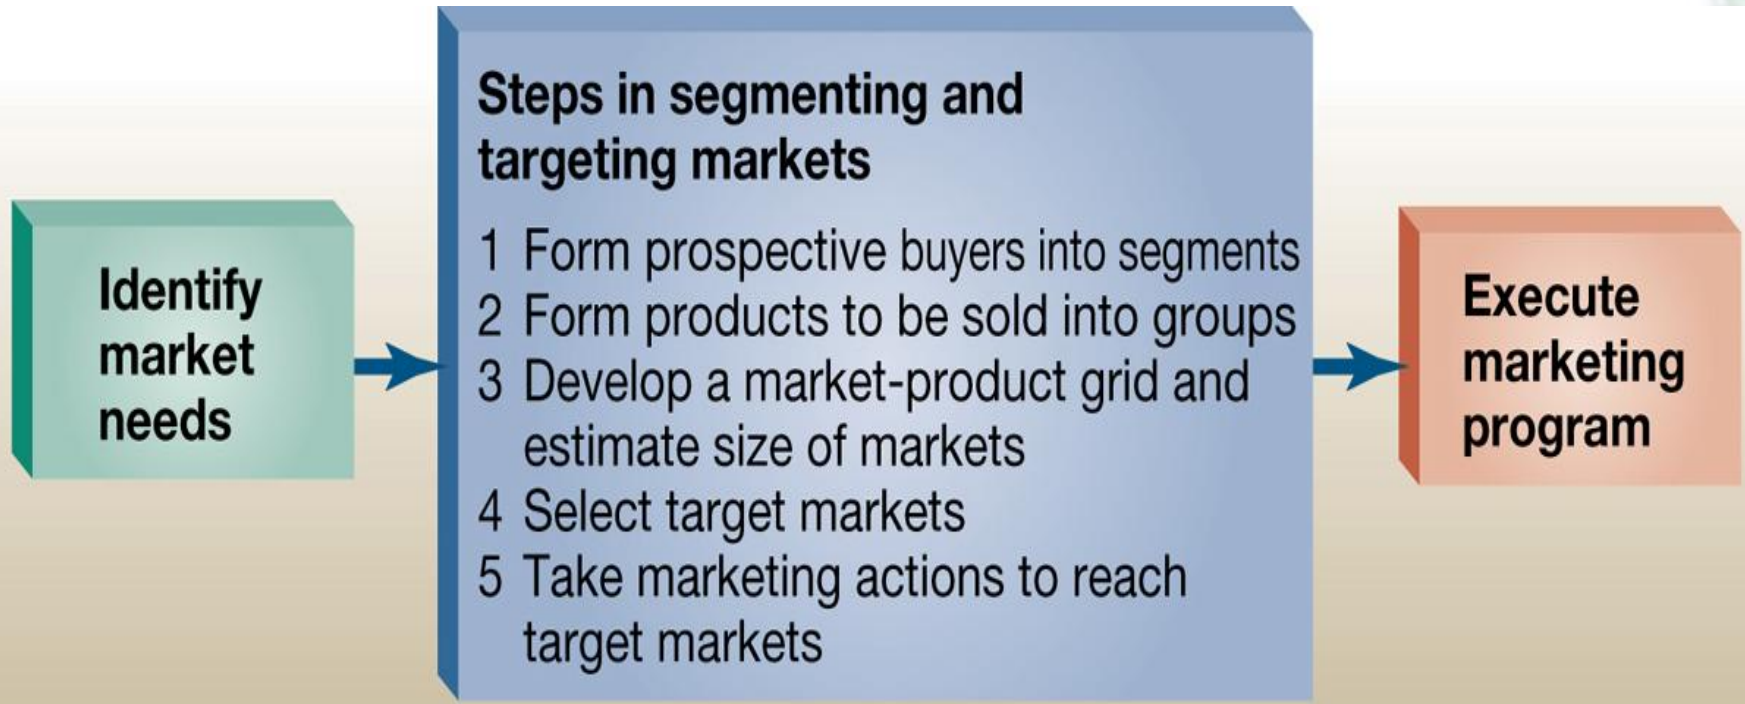 Identify
market
needs
Steps in segmenting and
targeting markets
1 Form prospective buyers into segments
2 Form products to be sold into groups
3 Develop a market-product grid and
estimate size of markets
4 Select target markets
5 Take marketing actions to reach
target markets
Execute
marketing
program